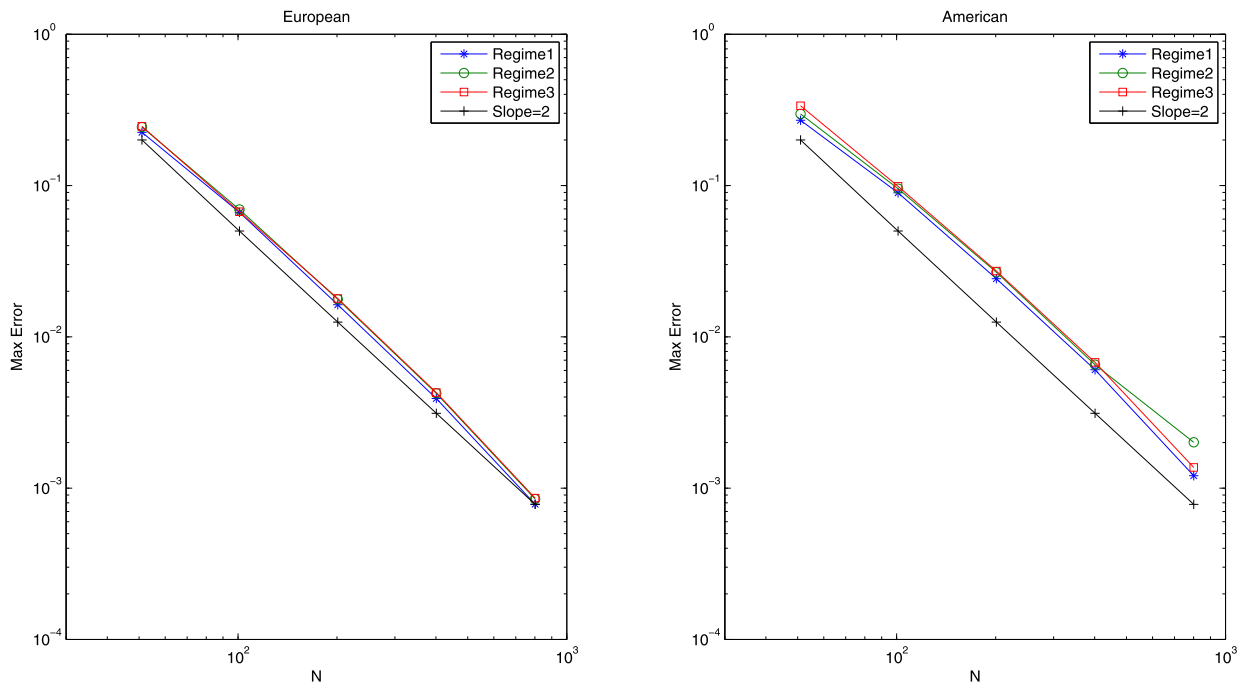 European
10^0
10^-1
10^-2
10^-3
10^-4
Max Error
10^2
10^3
N
Regime1
Regime2
Regime3
Slope=2
American
10^0
10^-1
10^-2
10^-3
10^-4
Max Error
10^2
10^3
N
Regime1
Regime2
Regime3
Slope=2